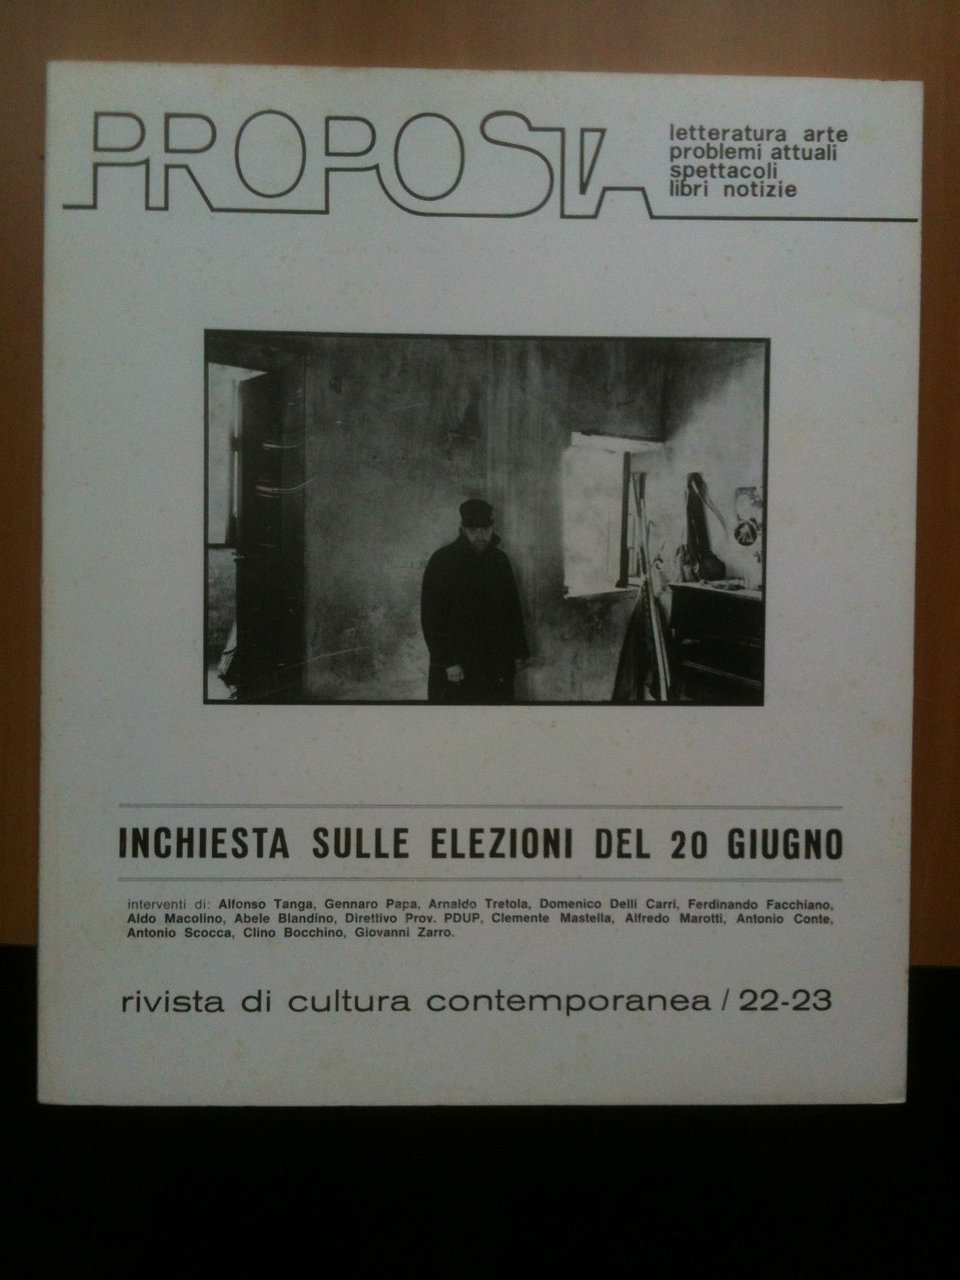 PROPOSTA
letteratura arte
problemi attuali
spettacoli
libri notizie
INCHIESTA SULLE ELEZIONI DEL 20 GIUGNO
interventi di: Alfonso Tanga, Gennaro Papa, Arnaldo Tretola, Domenico Delli Carri, Ferdinando Facchiano,
Aldo Macolino, Abele Blandino, Direttivo Prov. PDUP, Clemente Mastella, Alfredo Marotti, Antonio Conte,
Antonio Scocca, Clino Bocchino, Giovanni Zarro.
rivista di cultura contemporanea / 22-23